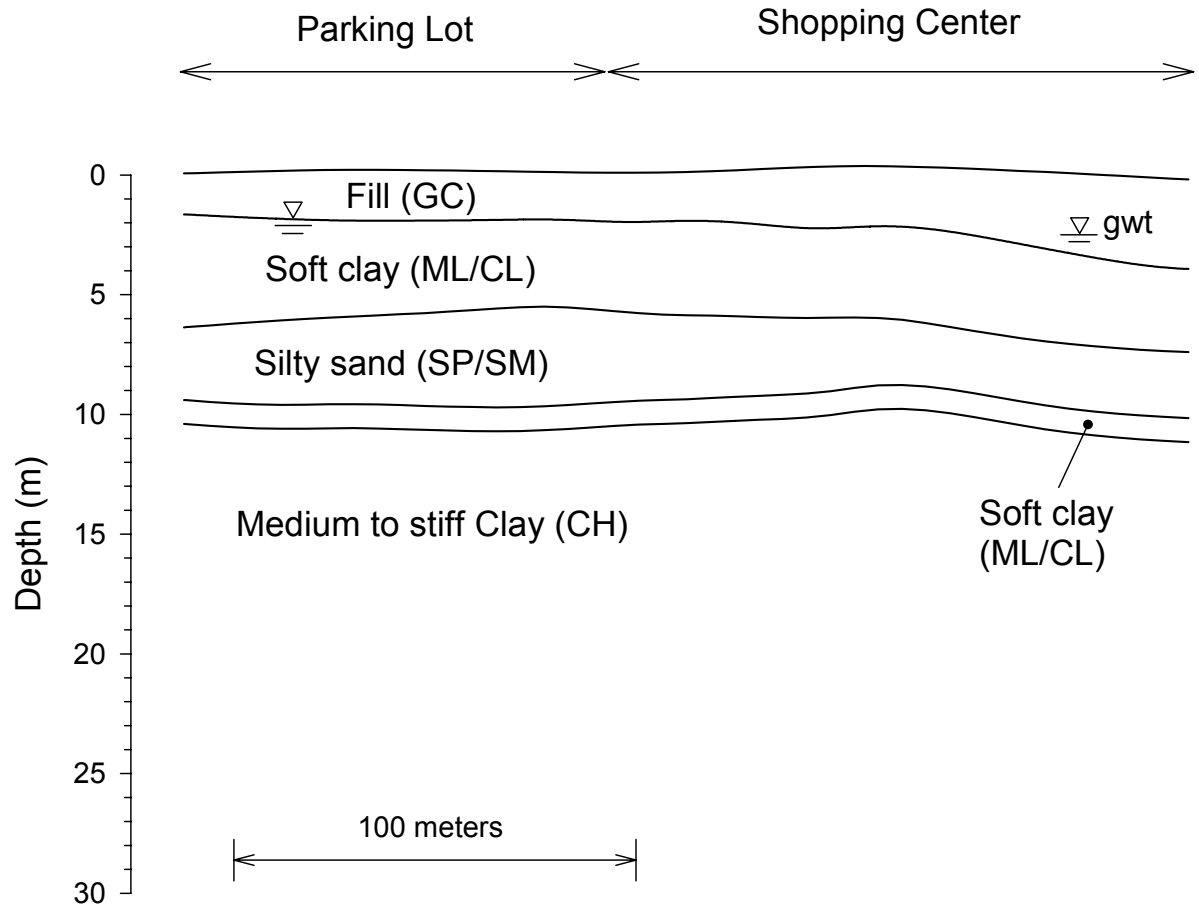 Parking Lot
Shopping Center
0
Fill (GC)
gwt
Soft clay (ML/CL)
5
Silty sand (SP/SM)
10
Depth (m)
Medium to stiff Clay (CH)
Soft clay
(ML/CL)
15
20
25
100 meters
30